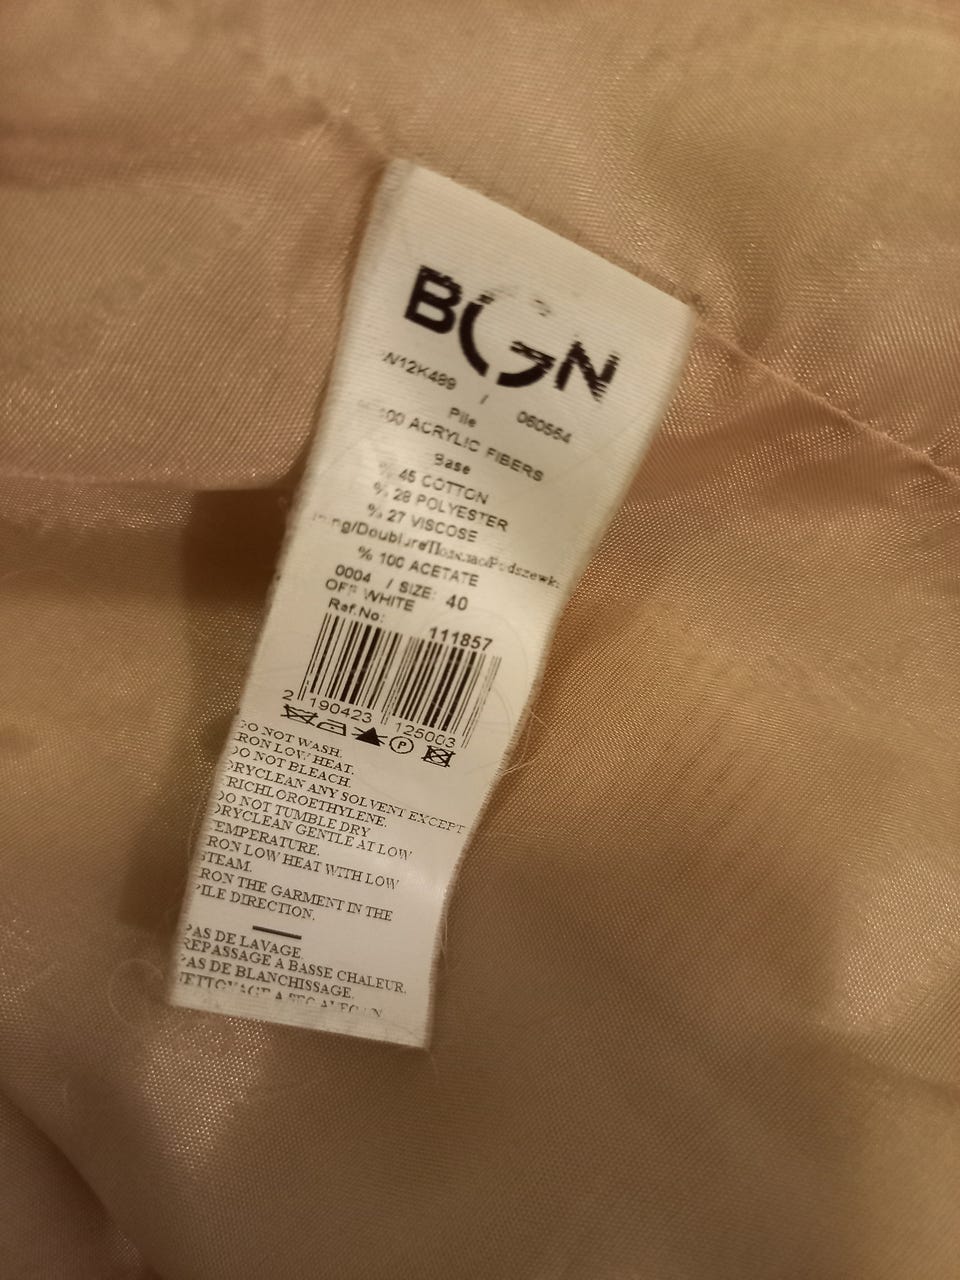 BGN
W12K489 / 060564
Pile
100 ACRYLIC FIBERS
Base
% 45 COTTON
% 28 POLYESTER
% 27 VISCOSE
% 100 ACETATE
0004 / SIZE: 40
OFF WHITE
Ref.No: 111857
2 190423 125003
DO NOT WASH.
IRON LOW HEAT.
DO NOT BLEACH.
DRYCLEAN ANY SOLVENT EXCEPT
TRICHLOROETHYLENE.
DO NOT TUMBLE DRY
DRYCLEAN GENTLE AT LOW
TEMPERATURE.
IRON LOW HEAT WITH LOW
STEAM.
IRON THE GARMENT IN THE
PILE DIRECTION.
PAS DE LAVAGE.
REPASSAGE A BASSE CHALEUR.
PAS DE BLANCHISSAGE.